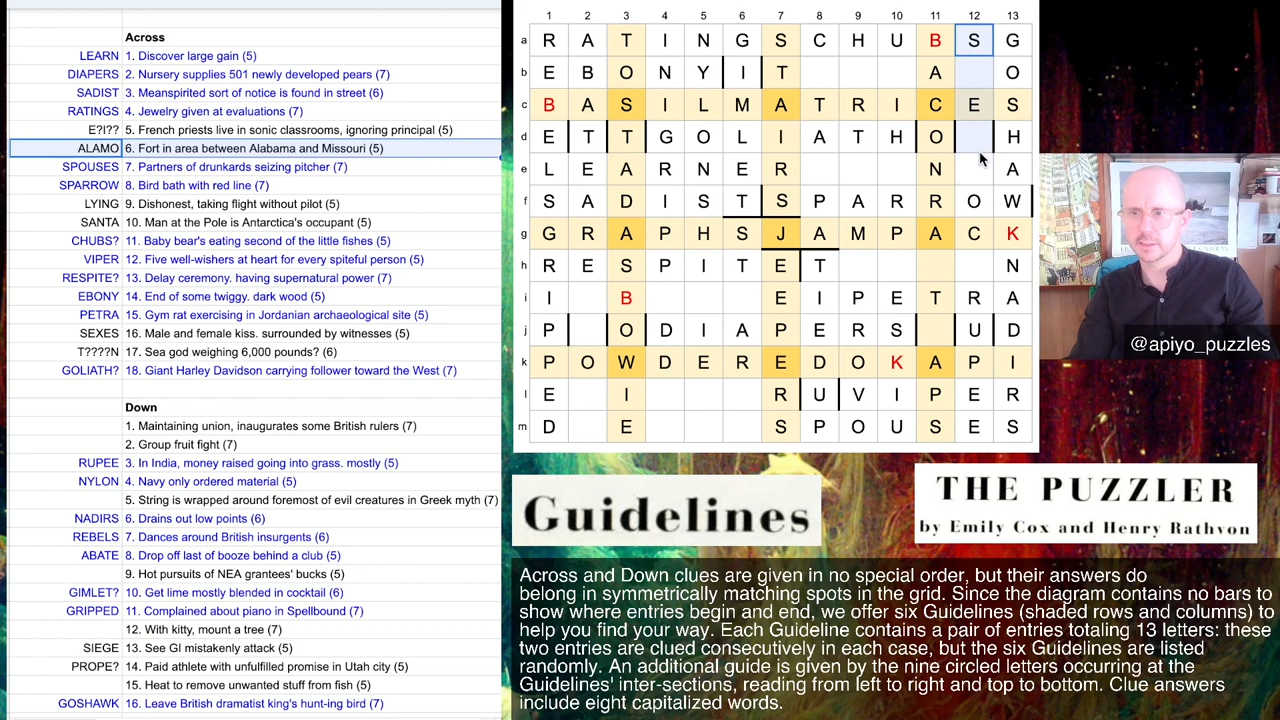 Across
LEARN 1. Discover large gain (5)
DIAPERS 2. Nursery supplies 501 newly developed pears (7)
SADIST 3. Meanspirited sort of notice is found in street (6)
RATINGS 4. Jewelry given at evaluations (7)
E?I?? 5. French priests live in sonic classrooms, ignoring principal (5)
ALAMO 6. Fort in area between Alabama and Missouri (5)
SPOUSES 7. Partners of drunkards seizing pitcher (7)
SPARROW 8. Bird bath with red line (7)
LYING 9. Dishonest, taking flight without pilot (5)
SANTA 10. Man at the Pole is Antarctica's occupant (5)
CHUBS? 11. Baby bear's eating second of the little fishes (5)
VIPER 12. Five well-wishers at heart for every spiteful person (5)
RESPITE? 13. Delay ceremony. having supernatural power (7)
EBONY 14. End of some twiggy. dark wood (5)
PETRA 15. Gym rat exercising in Jordanian archaeological site (5)
SEXES 16. Male and female kiss. surrounded by witnesses (5)
T????N 17. Sea god weighing 6,000 pounds? (6)
GOLIATH? 18. Giant Harley Davidson carrying follower toward the West (7)
Down
1. Maintaining union, inaugurates some British rulers (7)
2. Group fruit fight (7)
RUPEE 3. In India, money raised going into grass. mostly (5)
NYLON 4. Navy only ordered material (5)
5. String is wrapped around foremost of evil creatures in Greek myth (7)
NADIRS 6. Drains out low points (6)
REBELS 7. Dances around British insurgents (6)
ABATE 8. Drop off last of booze behind a club (5)
9. Hot pursuits of NEA grantees' bucks (5)
GIMLET? 10. Get lime mostly blended in cocktail (6)
GRIPPED 11. Complained about piano in Spellbound (7)
12. With kitty, mount a tree (7)
SIEGE 13. See GI mistakenly attack (5)
PROPE? 14. Paid athlete with unfulfilled promise in Utah city (5)
15. Heat to remove unwanted stuff from fish (5)
GOSHAWK 16. Leave British dramatist king's hunt-ing bird (7)
1 2 3 4 5 6 7 8 9 10 11 12 13
a R A T I N G S C H U B S G
b E B O N Y I T A O
c B A S I L M A T R I C E S
d E T T G O L I A T H O H
e L E A R N E R N A
f S A D I S T S P A R R O W
g G R A P H S J A M P A C K
h R E S P I T E T N
i I B E I P E T R A
j P O D I A P E R S U D
k P O W D E R E D O K A P I
l E I R U V I P E R
m D E S P O U S E S
@apiyo_puzzles
Guidelines
THE PUZZLER
by Emily Cox and Henry Rathvon
Across and Down clues are given in no special order, but their answers do
belong in symmetrically matching spots in the grid. Since the diagram contains no bars to
show where entries begin and end, we offer six Guidelines (shaded rows and columns) to
help you find your way. Each Guideline contains a pair of entries totaling 13 letters: these
two entries are clued consecutively in each case, but the six Guidelines are listed
randomly. An additional guide is given by the nine circled letters occurring at the
Guidelines' inter-sections, reading from left to right and top to bottom. Clue answers
include eight capitalized words.